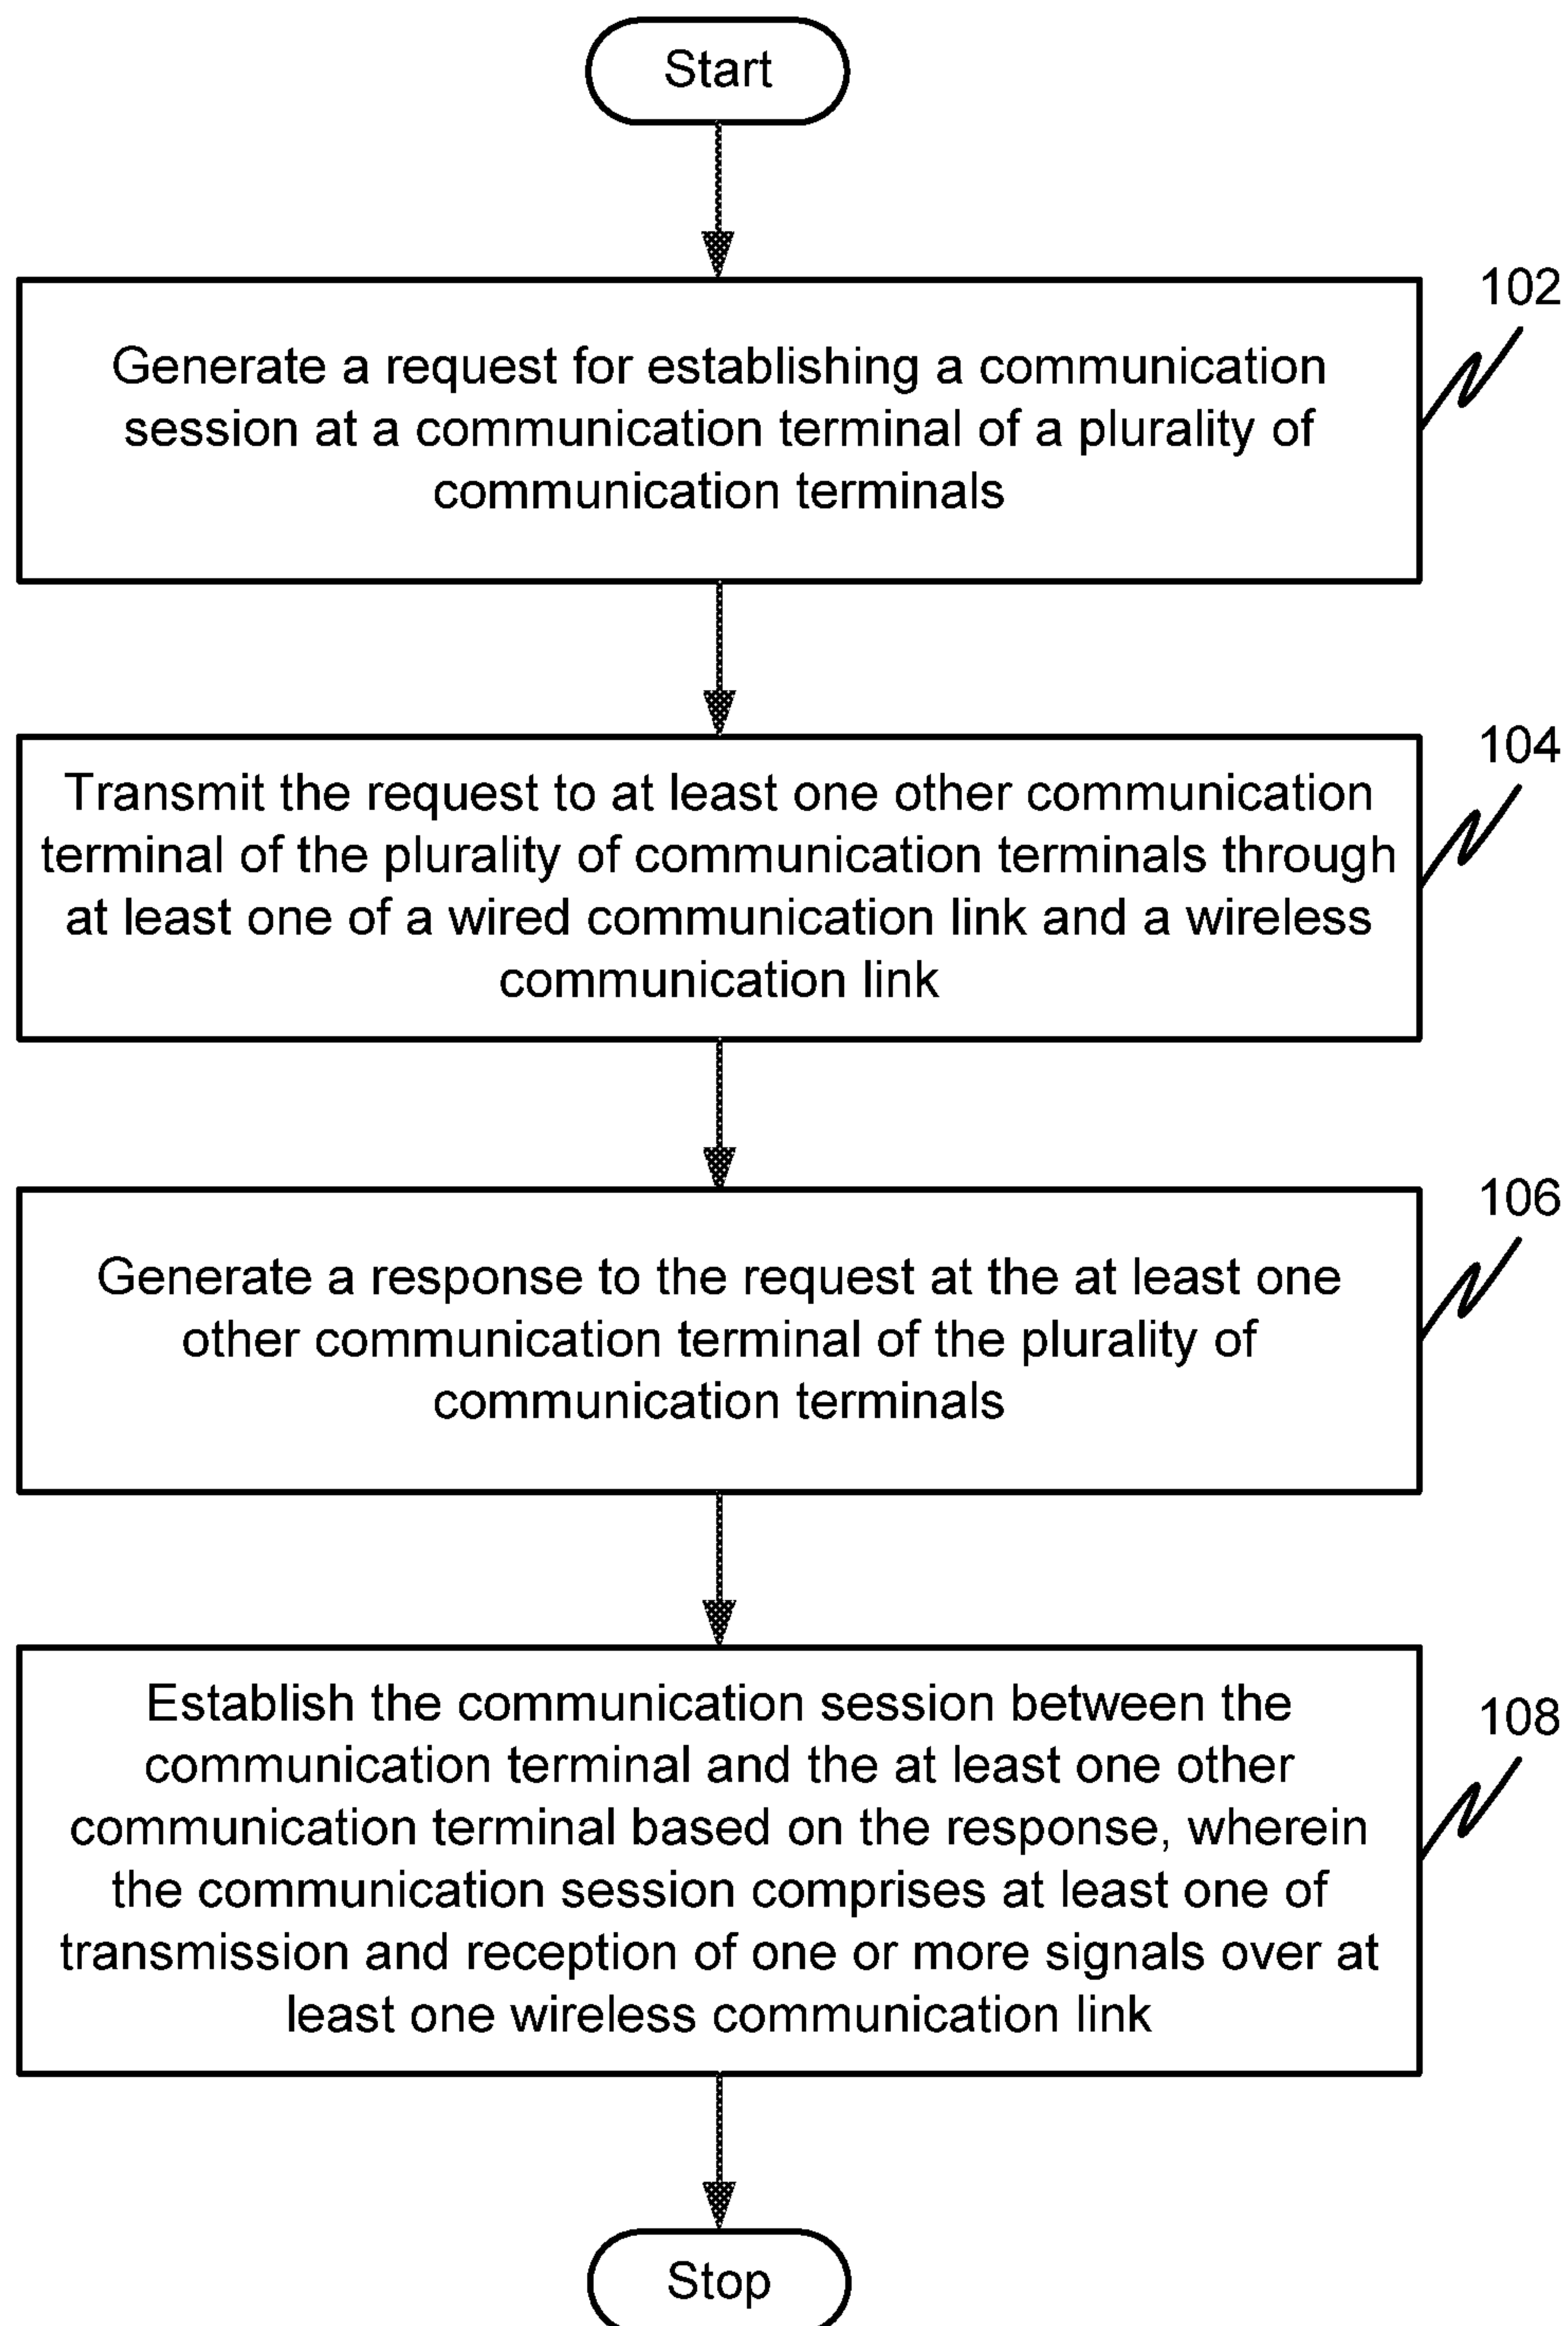 Start
102
Generate a request for establishing a communication
session at a communication terminal of a plurality of
communication terminals
104
Transmit the request to at least one other communication
terminal of the plurality of communication terminals through
at least one of a wired communication link and a wireless
communication link
106
Generate a response to the request at the at least one
other communication terminal of the plurality of
communication terminals
108
Establish the communication session between the
communication terminal and the at least one other
communication terminal based on the response, wherein
the communication session comprises at least one of
transmission and reception of one or more signals over at
least one wireless communication link
Stop